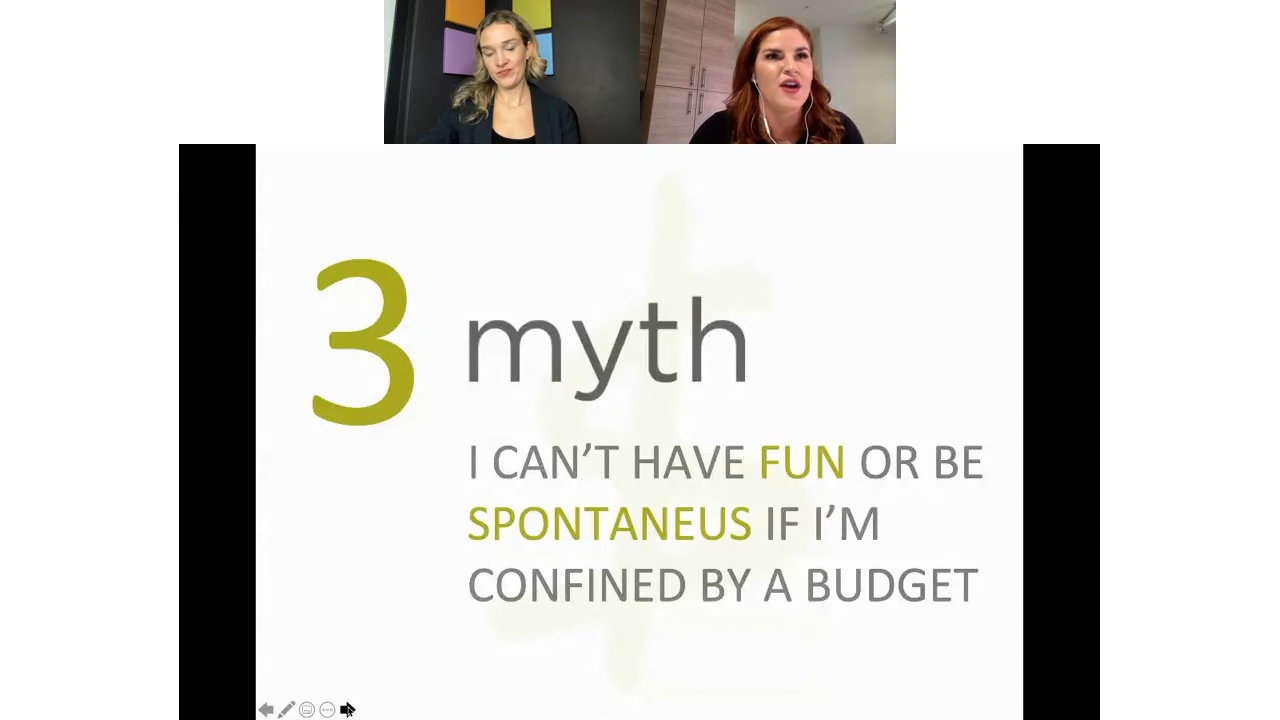 3
myth
I CAN’T HAVE FUN OR BE
SPONTANEUS IF I’M
CONFINED BY A BUDGET